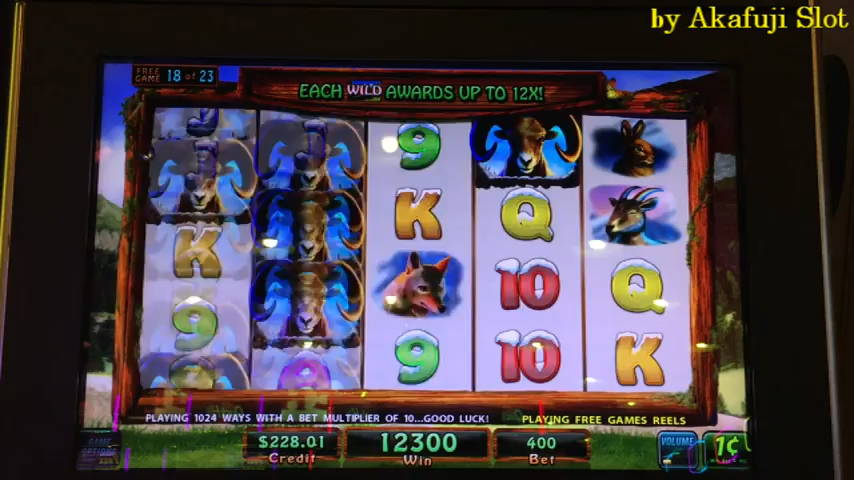 by Akafuji Slot
FREE GAME 18 of 23
EACH WILD AWARDS UP TO 12X!
J J 9
K K Q
10 Q
9 9 10 K
PLAYING 1024 WAYS WITH A BET MULTIPLIER OF 10...GOOD LUCK!
PLAYING FREE GAMES REELS
GAME OPTIONS
$228.01
Credit
12300
Win
400
Bet
VOLUME
1¢